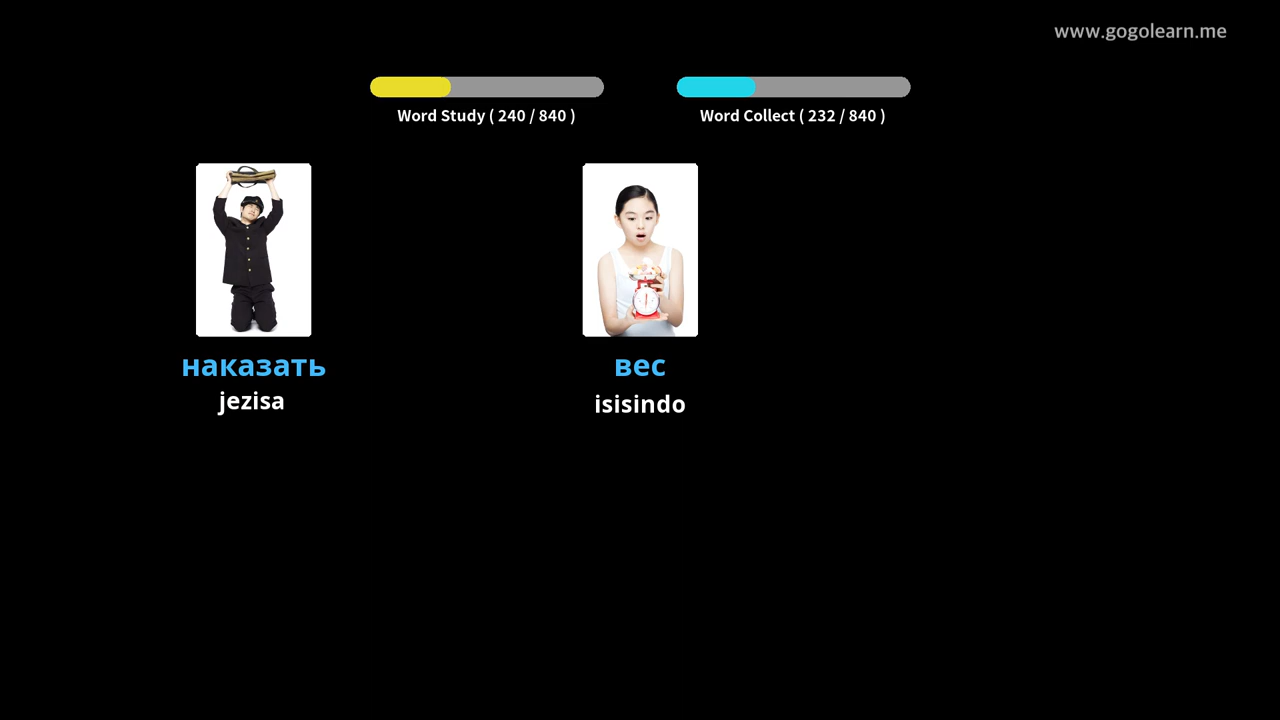 www.gogolearn.me
Word Study ( 240 / 840 )
Word Collect ( 232 / 840 )
наказать
jezisa
вес
isisindo